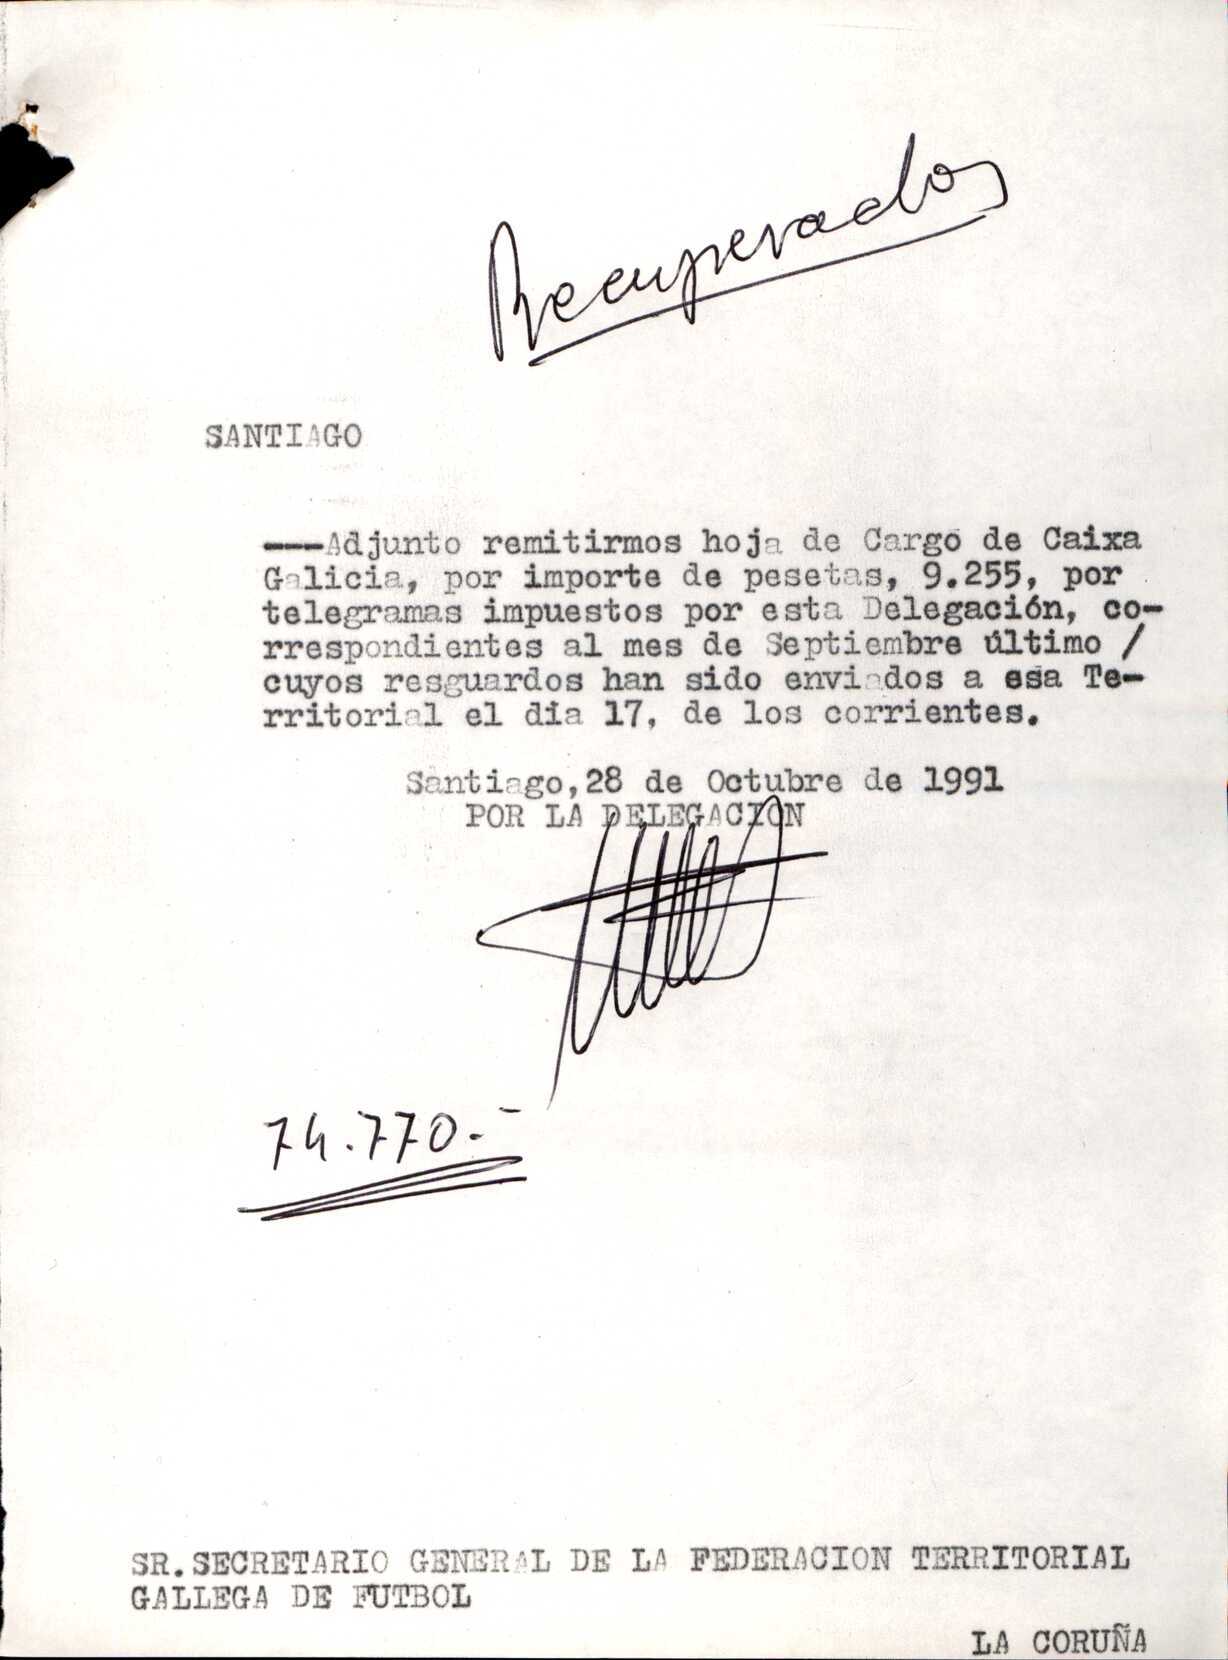 Recuperados
SANTIAGO
---Adjunto remitirmos hoja de Cargo de Caixa
Galicia, por importe de pesetas, 9.255, por
telegramas impuestos por esta Delegación, co-
rrespondientes al mes de Septiembre último /
cuyos resguardos han sido enviados a esa Te-
rritorial el dia 17, de los corrientes.
Santiago,28 de Octubre de 1991
POR LA DELEGACION
74.770.-
SR.SECRETARIO GENERAL DE LA FEDERACION TERRITORIAL
GALLEGA DE FUTBOL
LA CORUÑA